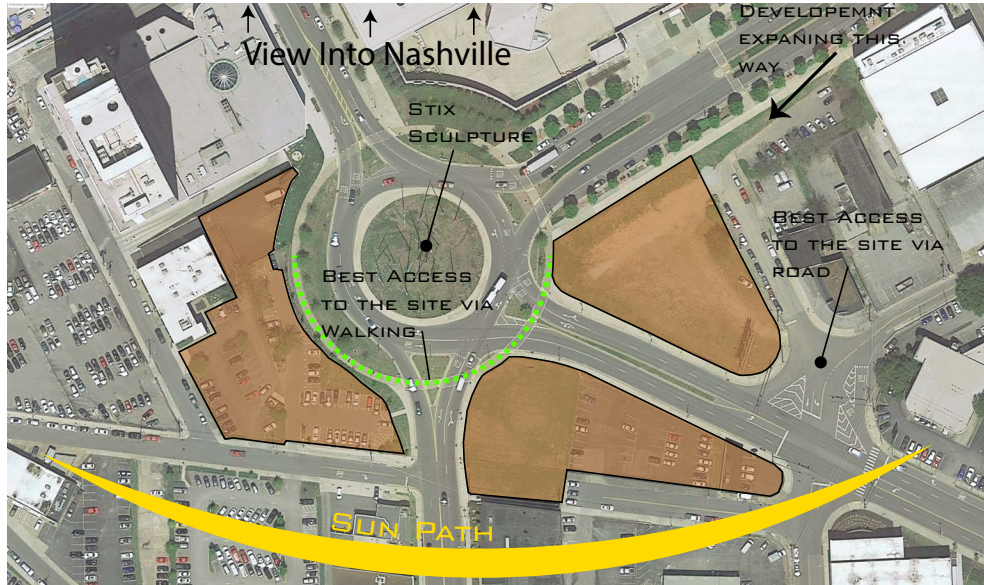 View Into Nashville
Developemnt
expaning this
way
Stix
Sculpture
Best Access
to the site via
road
Best Access
to the site via
Walking
Sun Path